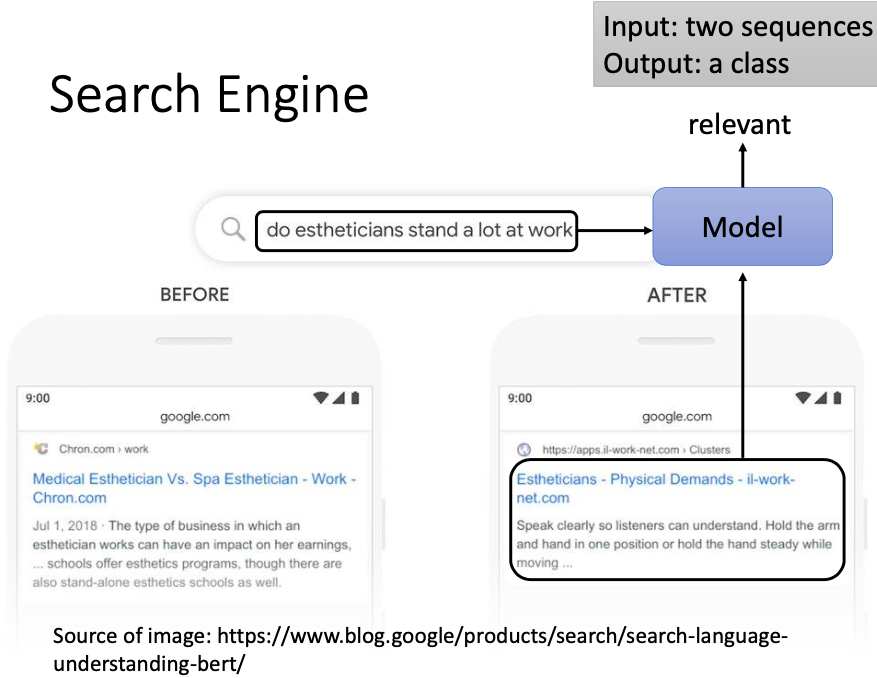 Input: two sequences
Output: a class
Search Engine
relevant
do estheticians stand a lot at work
Model
BEFORE
AFTER
9:00
google.com
Chron.com › work
Medical Esthetician Vs. Spa Esthetician - Work -
Chron.com
Jul 1, 2018 · The type of business in which an
esthetician works can have an impact on her earnings,
... schools offer esthetics programs, though there are
also stand-alone esthetics schools as well.
9:00
google.com
https://apps.il-work-net.com › Clusters
Estheticians - Physical Demands - il-work-
net.com
Speak clearly so listeners can understand. Hold the arm
and hand in one position or hold the hand steady while
moving ...
Source of image: https://www.blog.google/products/search/search-language-
understanding-bert/